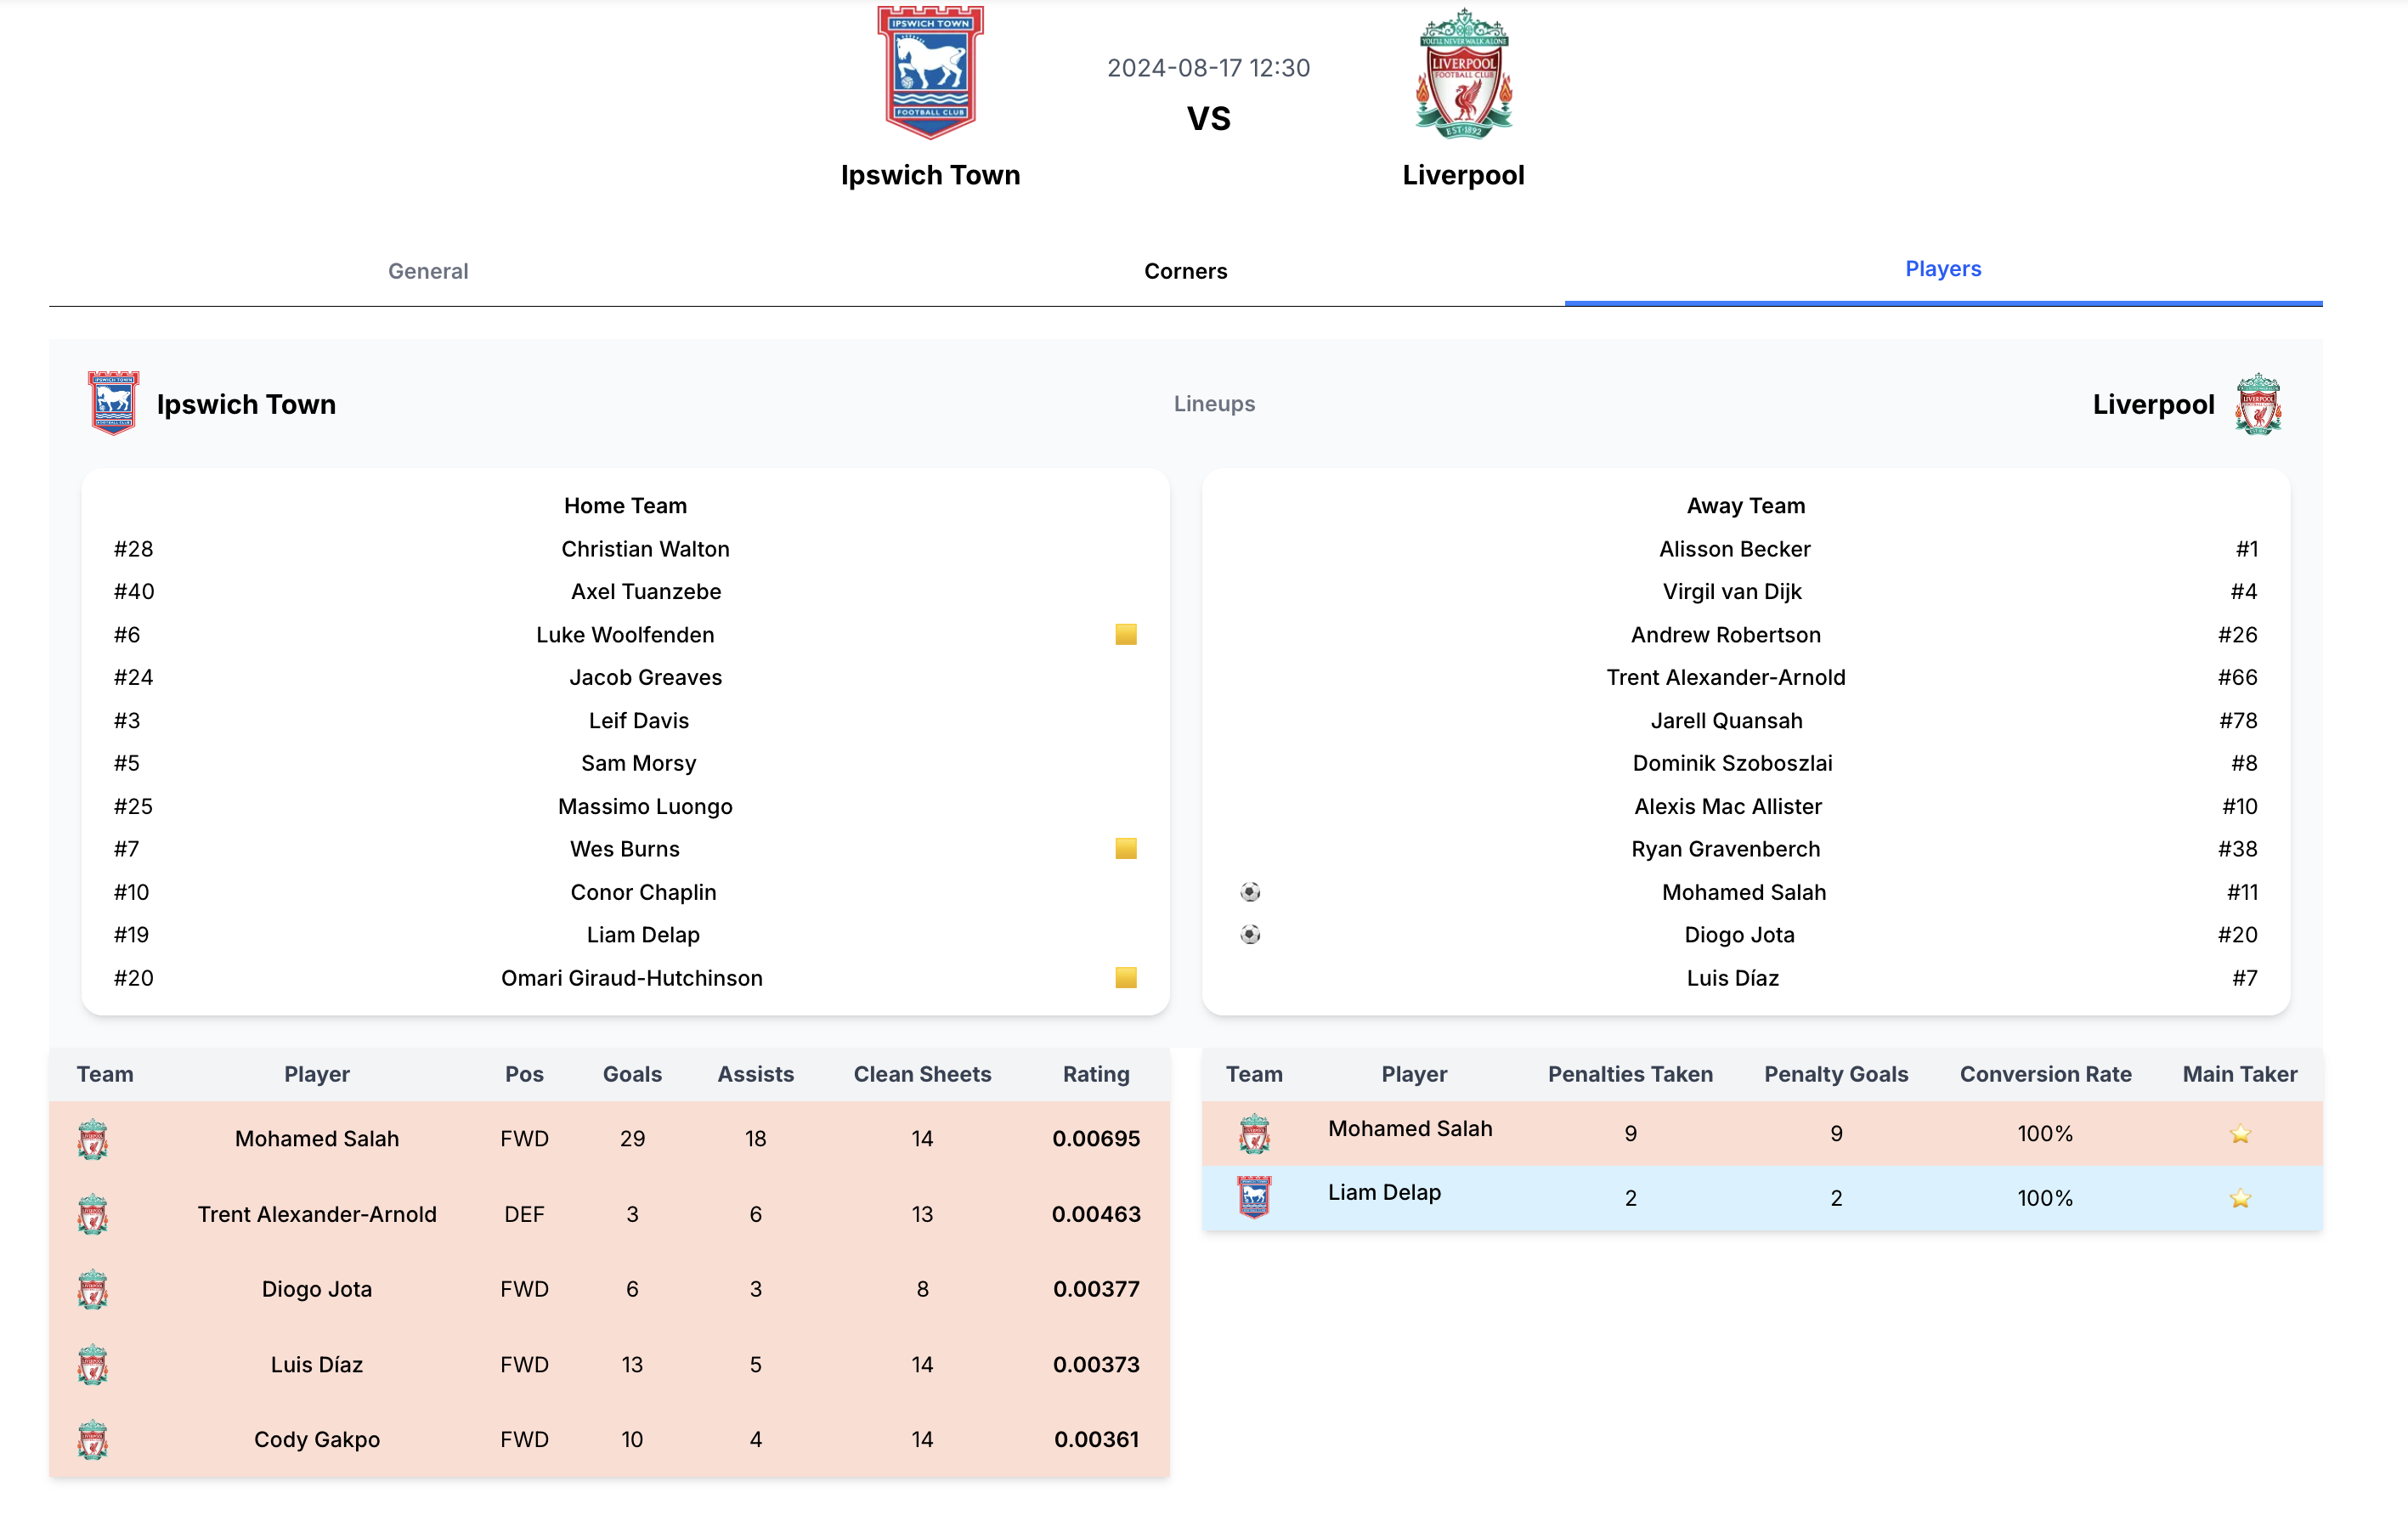 IPSWICH TOWN
FOOTBALL CLUB
2024-08-17 12:30
VS
YOU'LL NEVER WALK ALONE
LIVERPOOL
FOOTBALL CLUB
EST·1892
Ipswich Town
Liverpool
General
Corners
Players
IPSWICH TOWN
FOOTBALL CLUB
Ipswich Town
Lineups
Liverpool
LIVERPOOL
Home Team
#28 Christian Walton
#40 Axel Tuanzebe
#6 Luke Woolfenden
#24 Jacob Greaves
#3 Leif Davis
#5 Sam Morsy
#25 Massimo Luongo
#7 Wes Burns
#10 Conor Chaplin
#19 Liam Delap
#20 Omari Giraud-Hutchinson
Away Team
Alisson Becker #1
Virgil van Dijk #4
Andrew Robertson #26
Trent Alexander-Arnold #66
Jarell Quansah #78
Dominik Szoboszlai #8
Alexis Mac Allister #10
Ryan Gravenberch #38
Mohamed Salah #11
Diogo Jota #20
Luis Díaz #7
Team Player Pos Goals Assists Clean Sheets Rating
Mohamed Salah FWD 29 18 14 0.00695
Trent Alexander-Arnold DEF 3 6 13 0.00463
Diogo Jota FWD 6 3 8 0.00377
Luis Díaz FWD 13 5 14 0.00373
Cody Gakpo FWD 10 4 14 0.00361
Team Player Penalties Taken Penalty Goals Conversion Rate Main Taker
Mohamed Salah 9 9 100%
Liam Delap 2 2 100%